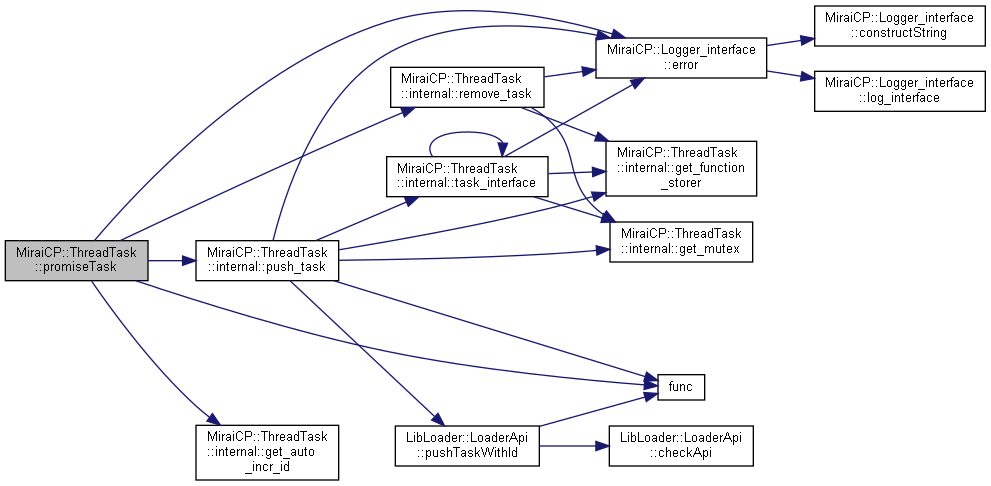 MiraiCP::ThreadTask
::promiseTask
MiraiCP::ThreadTask
::internal::push_task
MiraiCP::ThreadTask
::internal::get_auto
_incr_id
MiraiCP::ThreadTask
::internal::remove_task
MiraiCP::ThreadTask
::internal::task_interface
LibLoader::LoaderApi
::pushTaskWithId
MiraiCP::Logger_interface
::error
MiraiCP::ThreadTask
::internal::get_function
_storer
MiraiCP::ThreadTask
::internal::get_mutex
func
LibLoader::LoaderApi
::checkApi
MiraiCP::Logger_interface
::constructString
MiraiCP::Logger_interface
::log_interface